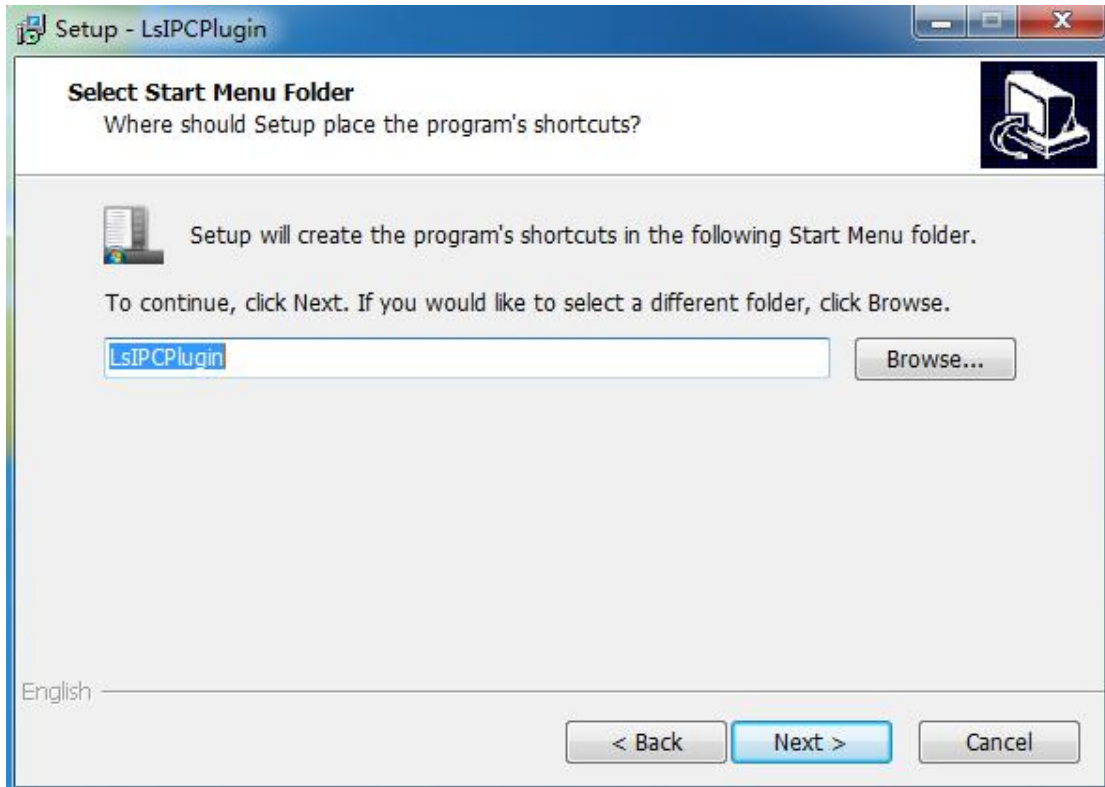 Setup - LsIPCPlugin
Select Start Menu Folder
Where should Setup place the program's shortcuts?
Setup will create the program's shortcuts in the following Start Menu folder.
To continue, click Next. If you would like to select a different folder, click Browse.
LsIPCPlugin
Browse...
English
< Back
Next >
Cancel